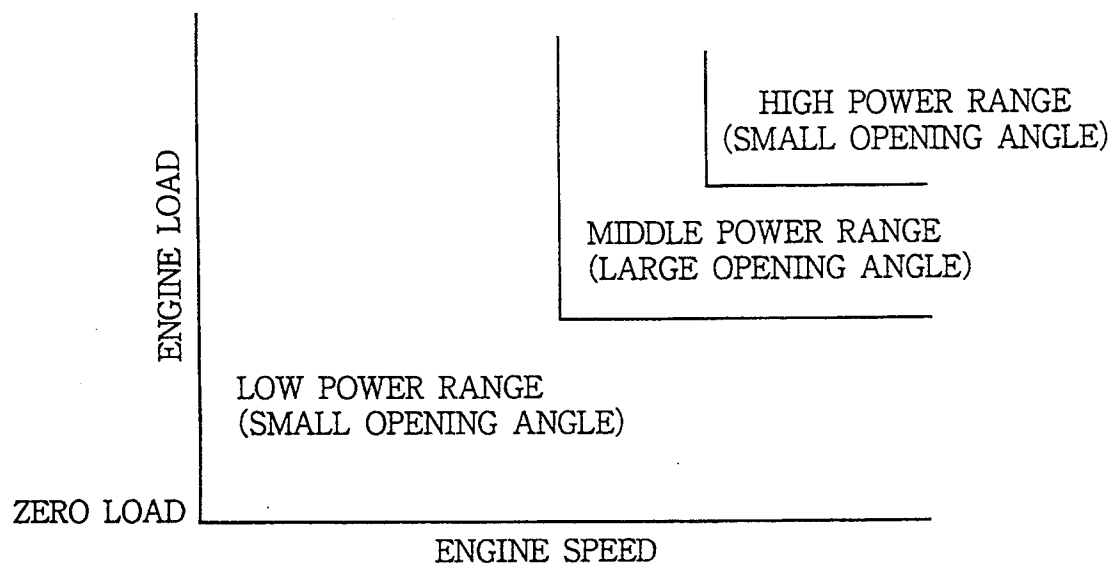 HIGH POWER RANGE
(SMALL OPENING ANGLE)
MIDDLE POWER RANGE
(LARGE OPENING ANGLE)
ENGINE LOAD
LOW POWER RANGE
(SMALL OPENING ANGLE)
ZERO LOAD
ENGINE SPEED